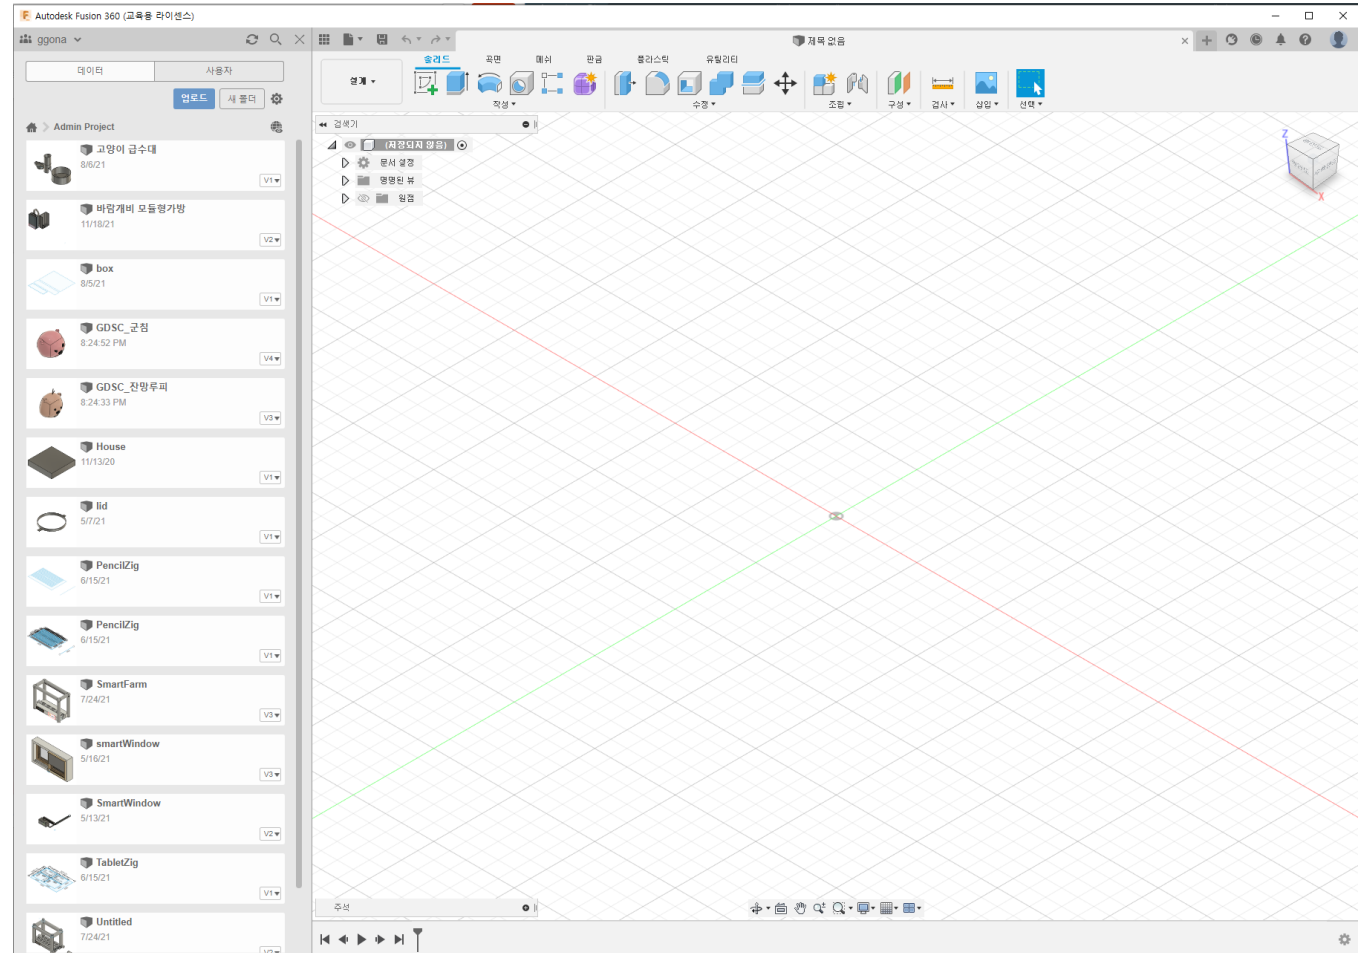 Autodesk Fusion 360 (교육용 라이센스)
ggona
제목 없음
데이터
사용자
업로드
새 폴더
Admin Project
고양이 급수대
8/6/21
V1
바람개비 모듈형가방
11/18/21
V2
box
8/5/21
V1
GDSC_군침
8:24:52 PM
V4
GDSC_잔망루피
8:24:33 PM
V3
House
11/13/20
V1
lid
5/7/21
V1
PencilZig
6/15/21
V1
PencilZig
6/15/21
V1
SmartFarm
7/24/21
V3
smartWindow
5/16/21
V3
SmartWindow
5/13/21
V2
TabletZig
6/15/21
V1
Untitled
7/24/21
설계
솔리드
곡면
메쉬
판금
플라스틱
유틸리티
작성
수정
조립
구성
검사
삽입
선택
검색기
(저장되지 않음)
문서 설정
명명된 뷰
원점
Z
X
주석